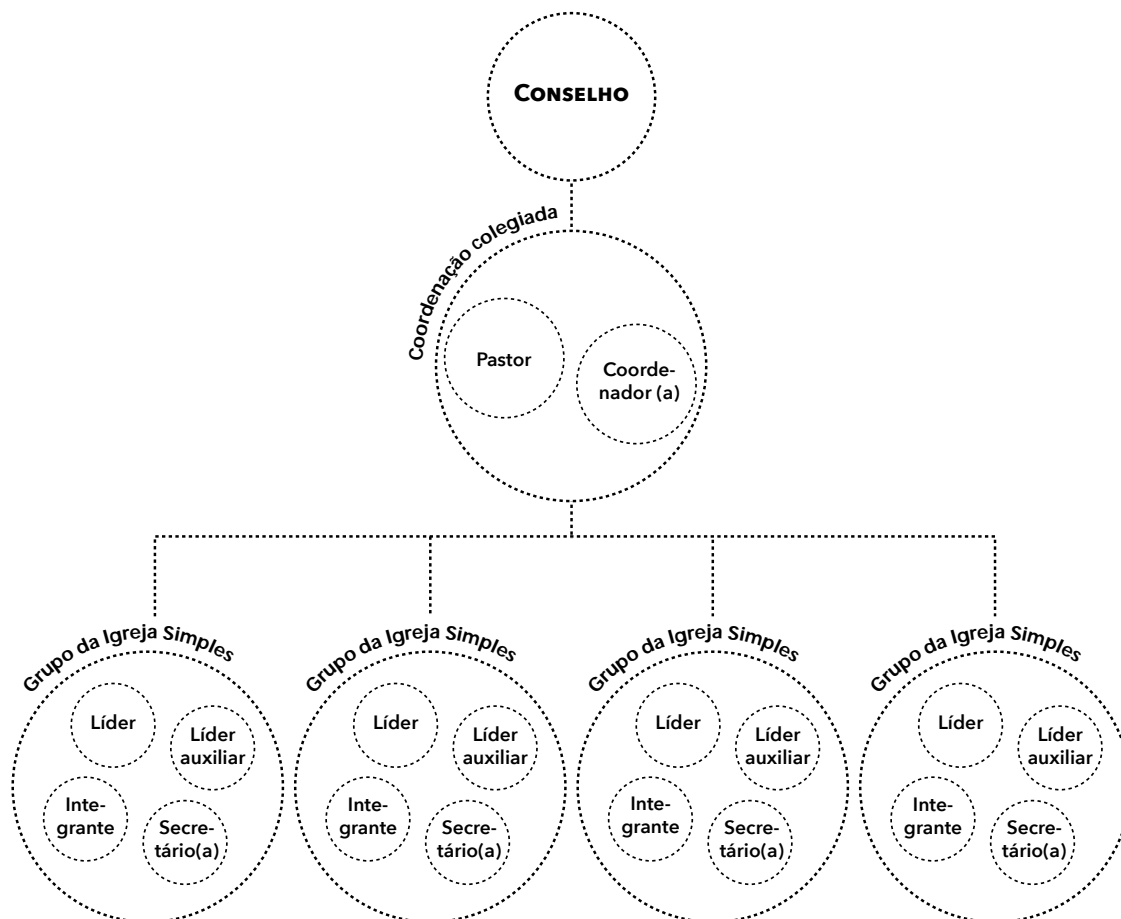 CONSELHO
Coordenação colegiada
Pastor
Coorde-
nador (a)
Grupo da Igreja Simples
Líder
Líder
auxiliar
Inte-
grante
Secre-
tário(a)
Grupo da Igreja Simples
Líder
Líder
auxiliar
Inte-
grante
Secre-
tário(a)
Grupo da Igreja Simples
Líder
Líder
auxiliar
Inte-
grante
Secre-
tário(a)
Grupo da Igreja Simples
Líder
Líder
auxiliar
Inte-
grante
Secre-
tário(a)